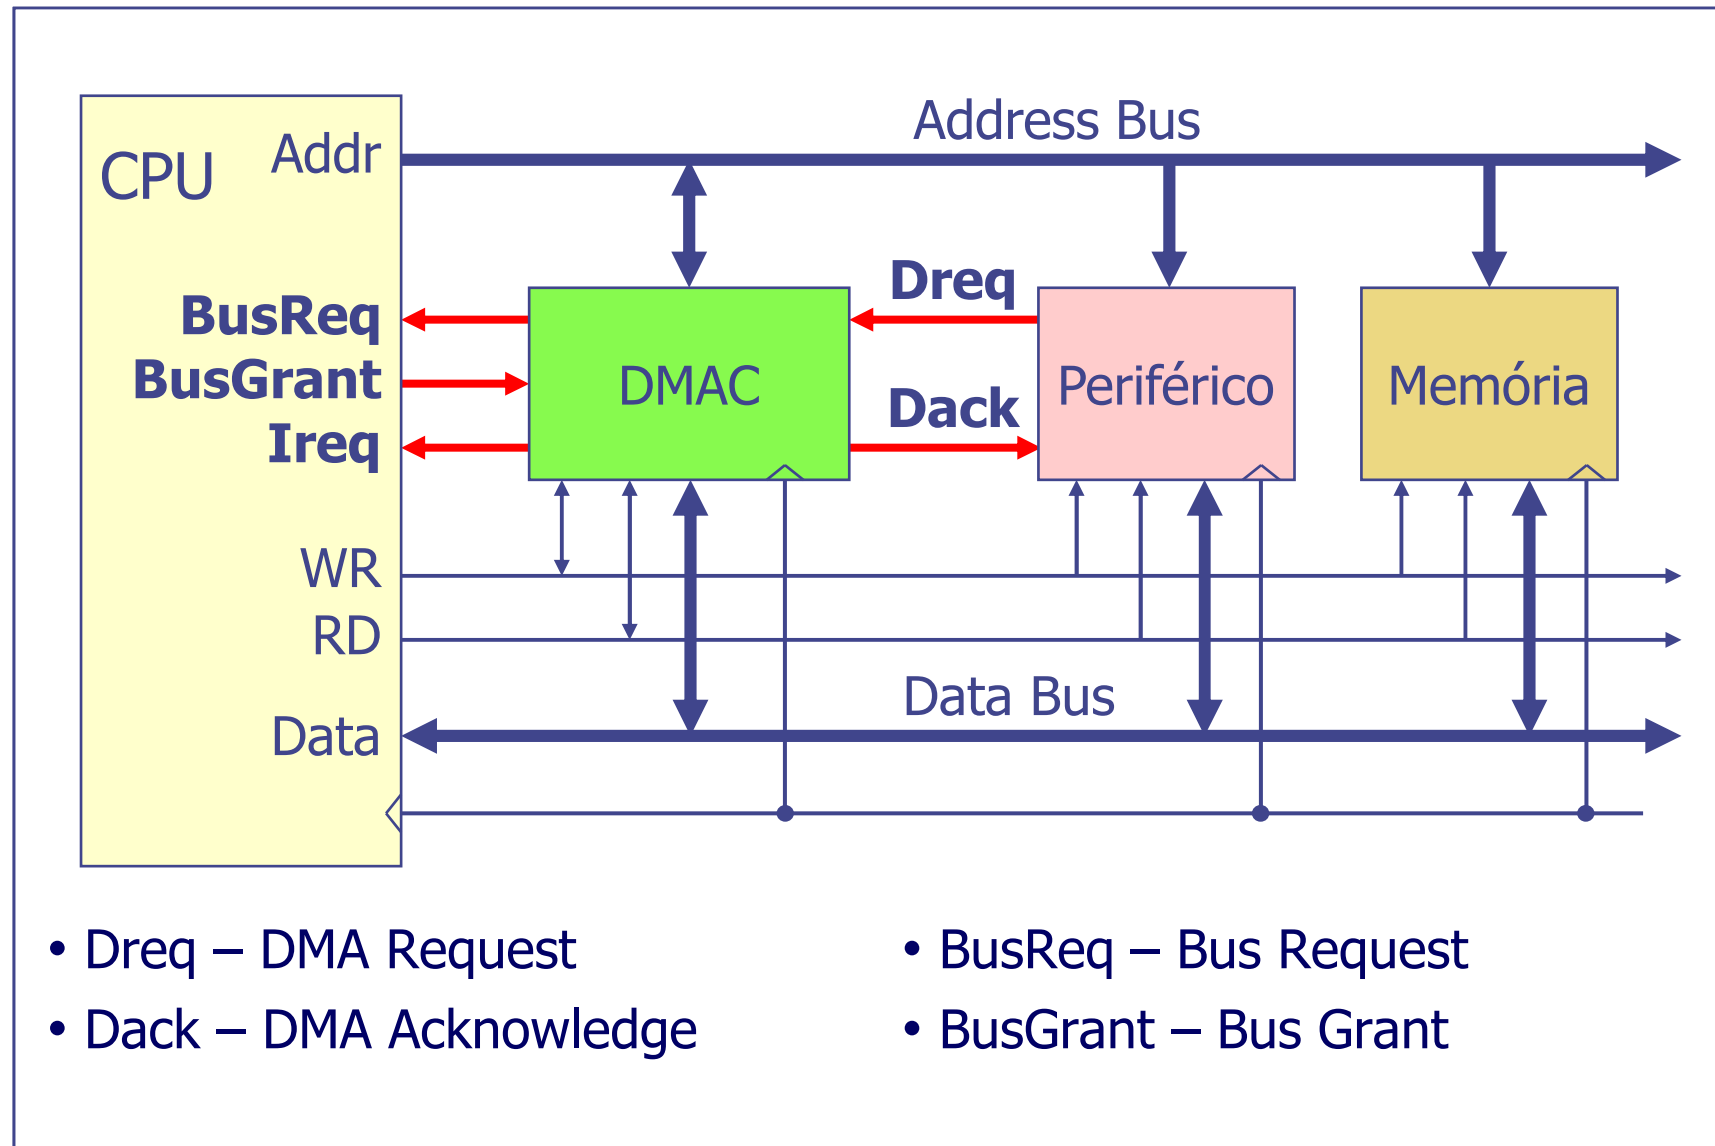 Address Bus
CPU
Addr
Dreq
BusReq
BusGrant
Ireq
DMAC
Dack
Periférico
Memória
WR
RD
Data Bus
Data
• Dreq – DMA Request
• Dack – DMA Acknowledge
• BusReq – Bus Request
• BusGrant – Bus Grant